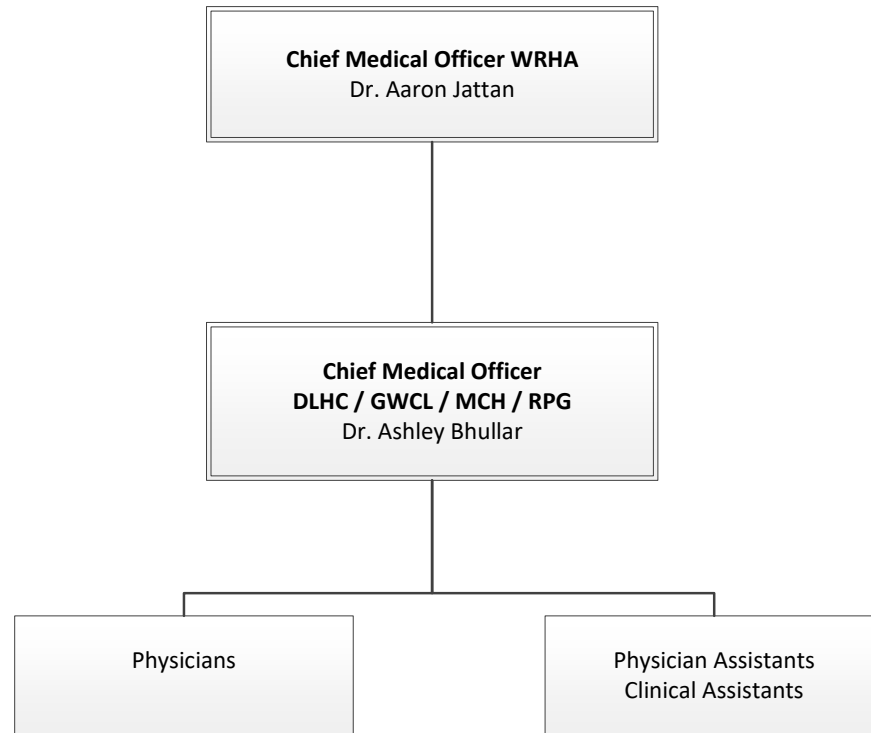 Chief Medical Officer WRHA
Dr. Aaron Jattan
Chief Medical Officer
DLHC / GWCL / MCH / RPG
Dr. Ashley Bhullar
Physicians
Physician Assistants
Clinical Assistants